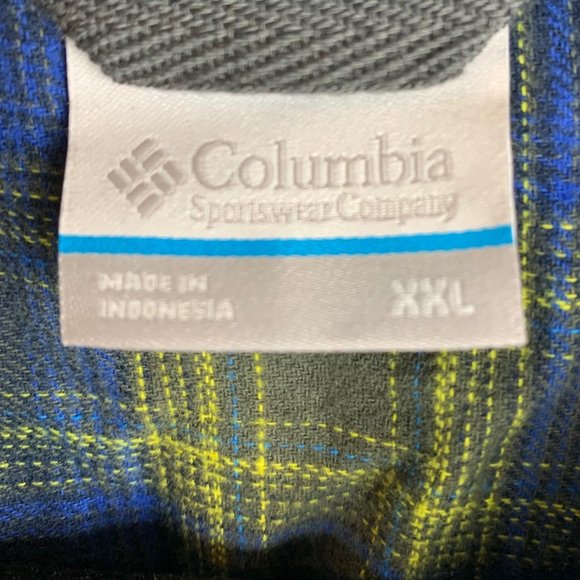 Columbia
Sportswear Company
MADE IN
INDONESIA
XXL